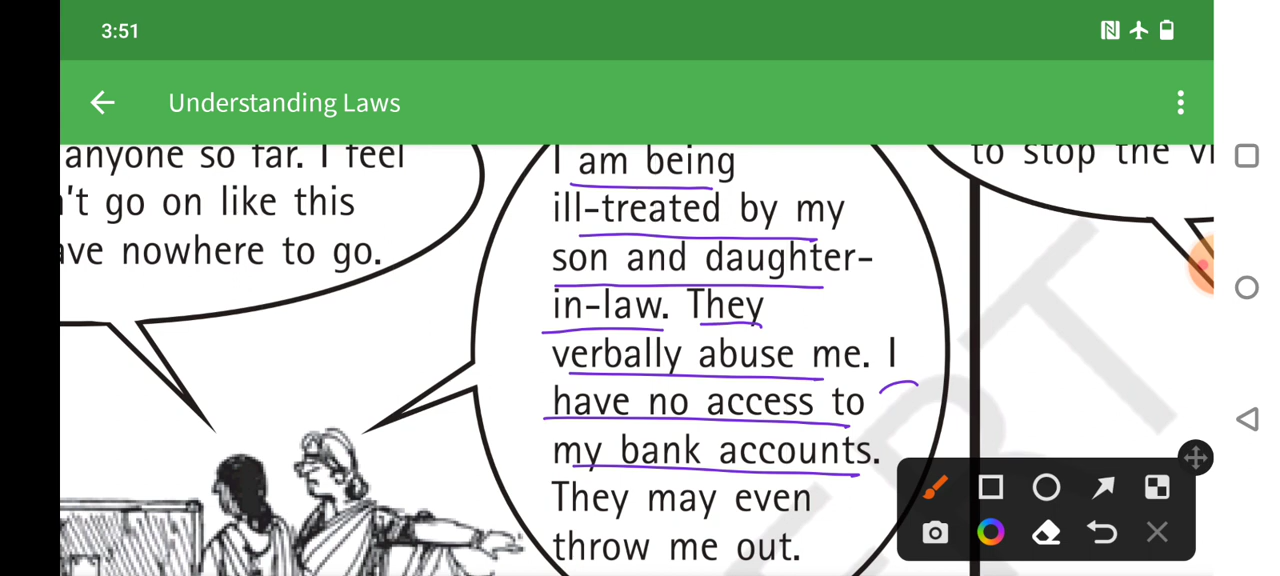 3:51
Understanding Laws
anyone so far. I feel
't go on like this
ave nowhere to go.
I am being
ill-treated by my
son and daughter-
in-law. They
verbally abuse me. I
have no access to
my bank accounts.
They may even
throw me out.
to stop the vi